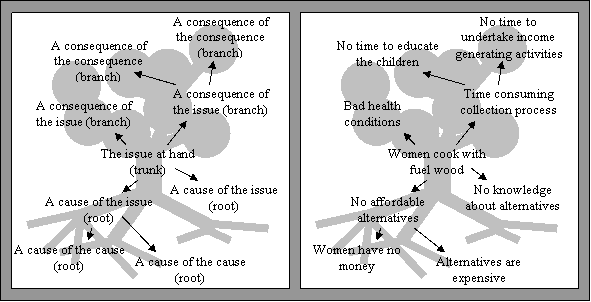 A consequence of
the consequence
(branch)
A consequence of
the consequence
(branch)
A consequence of
the issue (branch)
A consequence of
the issue (branch)
The issue at hand
(trunk)
A cause of the issue
(root)
A cause of the issue
(root)
A cause of the cause
(root)
A cause of the cause
(root)
No time to
undertake income
generating activities
No time to educate
the children
Time consuming
collection process
Bad health
conditions
Women cook with
fuel wood
No knowledge
about alternatives
No affordable
alternatives
Women have no
money
Alternatives are
expensive